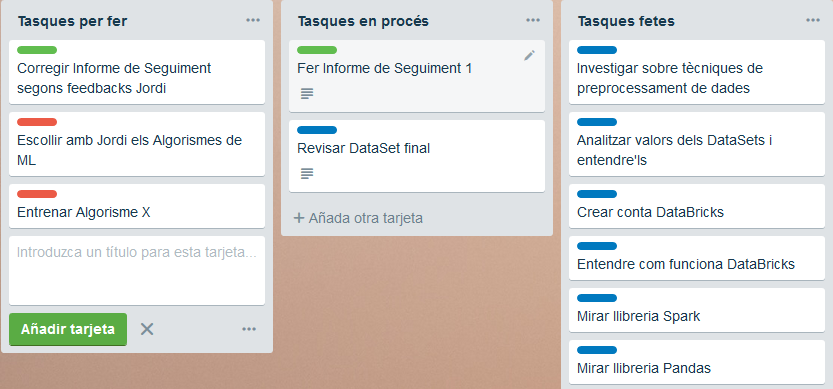 Tasques per fer
Corregir Informe de Seguiment
segons feedbacks Jordi
Escollir amb Jordi els Algorismes de
ML
Entrenar Algorisme X
Introduzca un título para esta tarjeta...
Añadir tarjeta
Tasques en procés
Fer Informe de Seguiment 1
Revisar DataSet final
+ Añada otra tarjeta
Tasques fetes
Investigar sobre tècniques de
preprocessament de dades
Analitzar valors dels DataSets i
entendre'ls
Crear conta DataBricks
Entendre com funciona DataBricks
Mirar llibreria Spark
Mirar llibreria Pandas